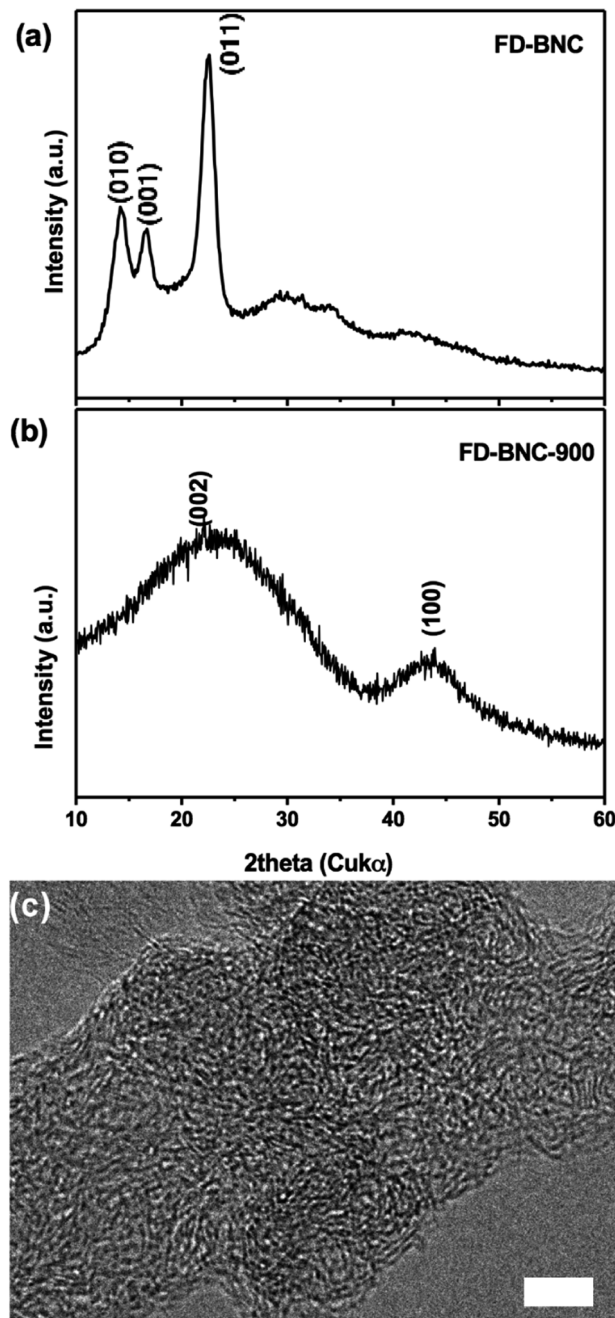 (a)
FD-BNC
(010)
(001)
(011)
Intensity (a.u.)
(b)
FD-BNC-900
(002)
(100)
Intensity (a.u.)
10 20 30 40 50 60
2theta (Cukα)
(c)